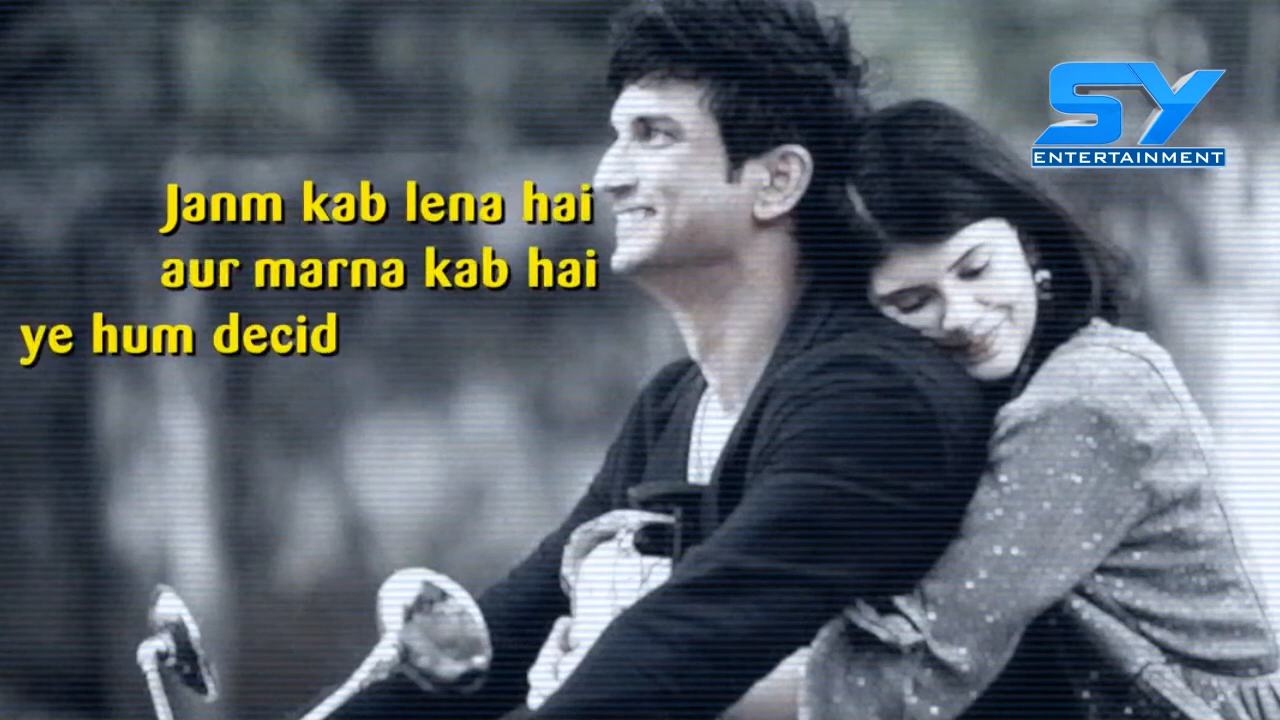 Janm kab lena hai
aur marna kab hai
ye hum decid
SY
ENTERTAINMENT